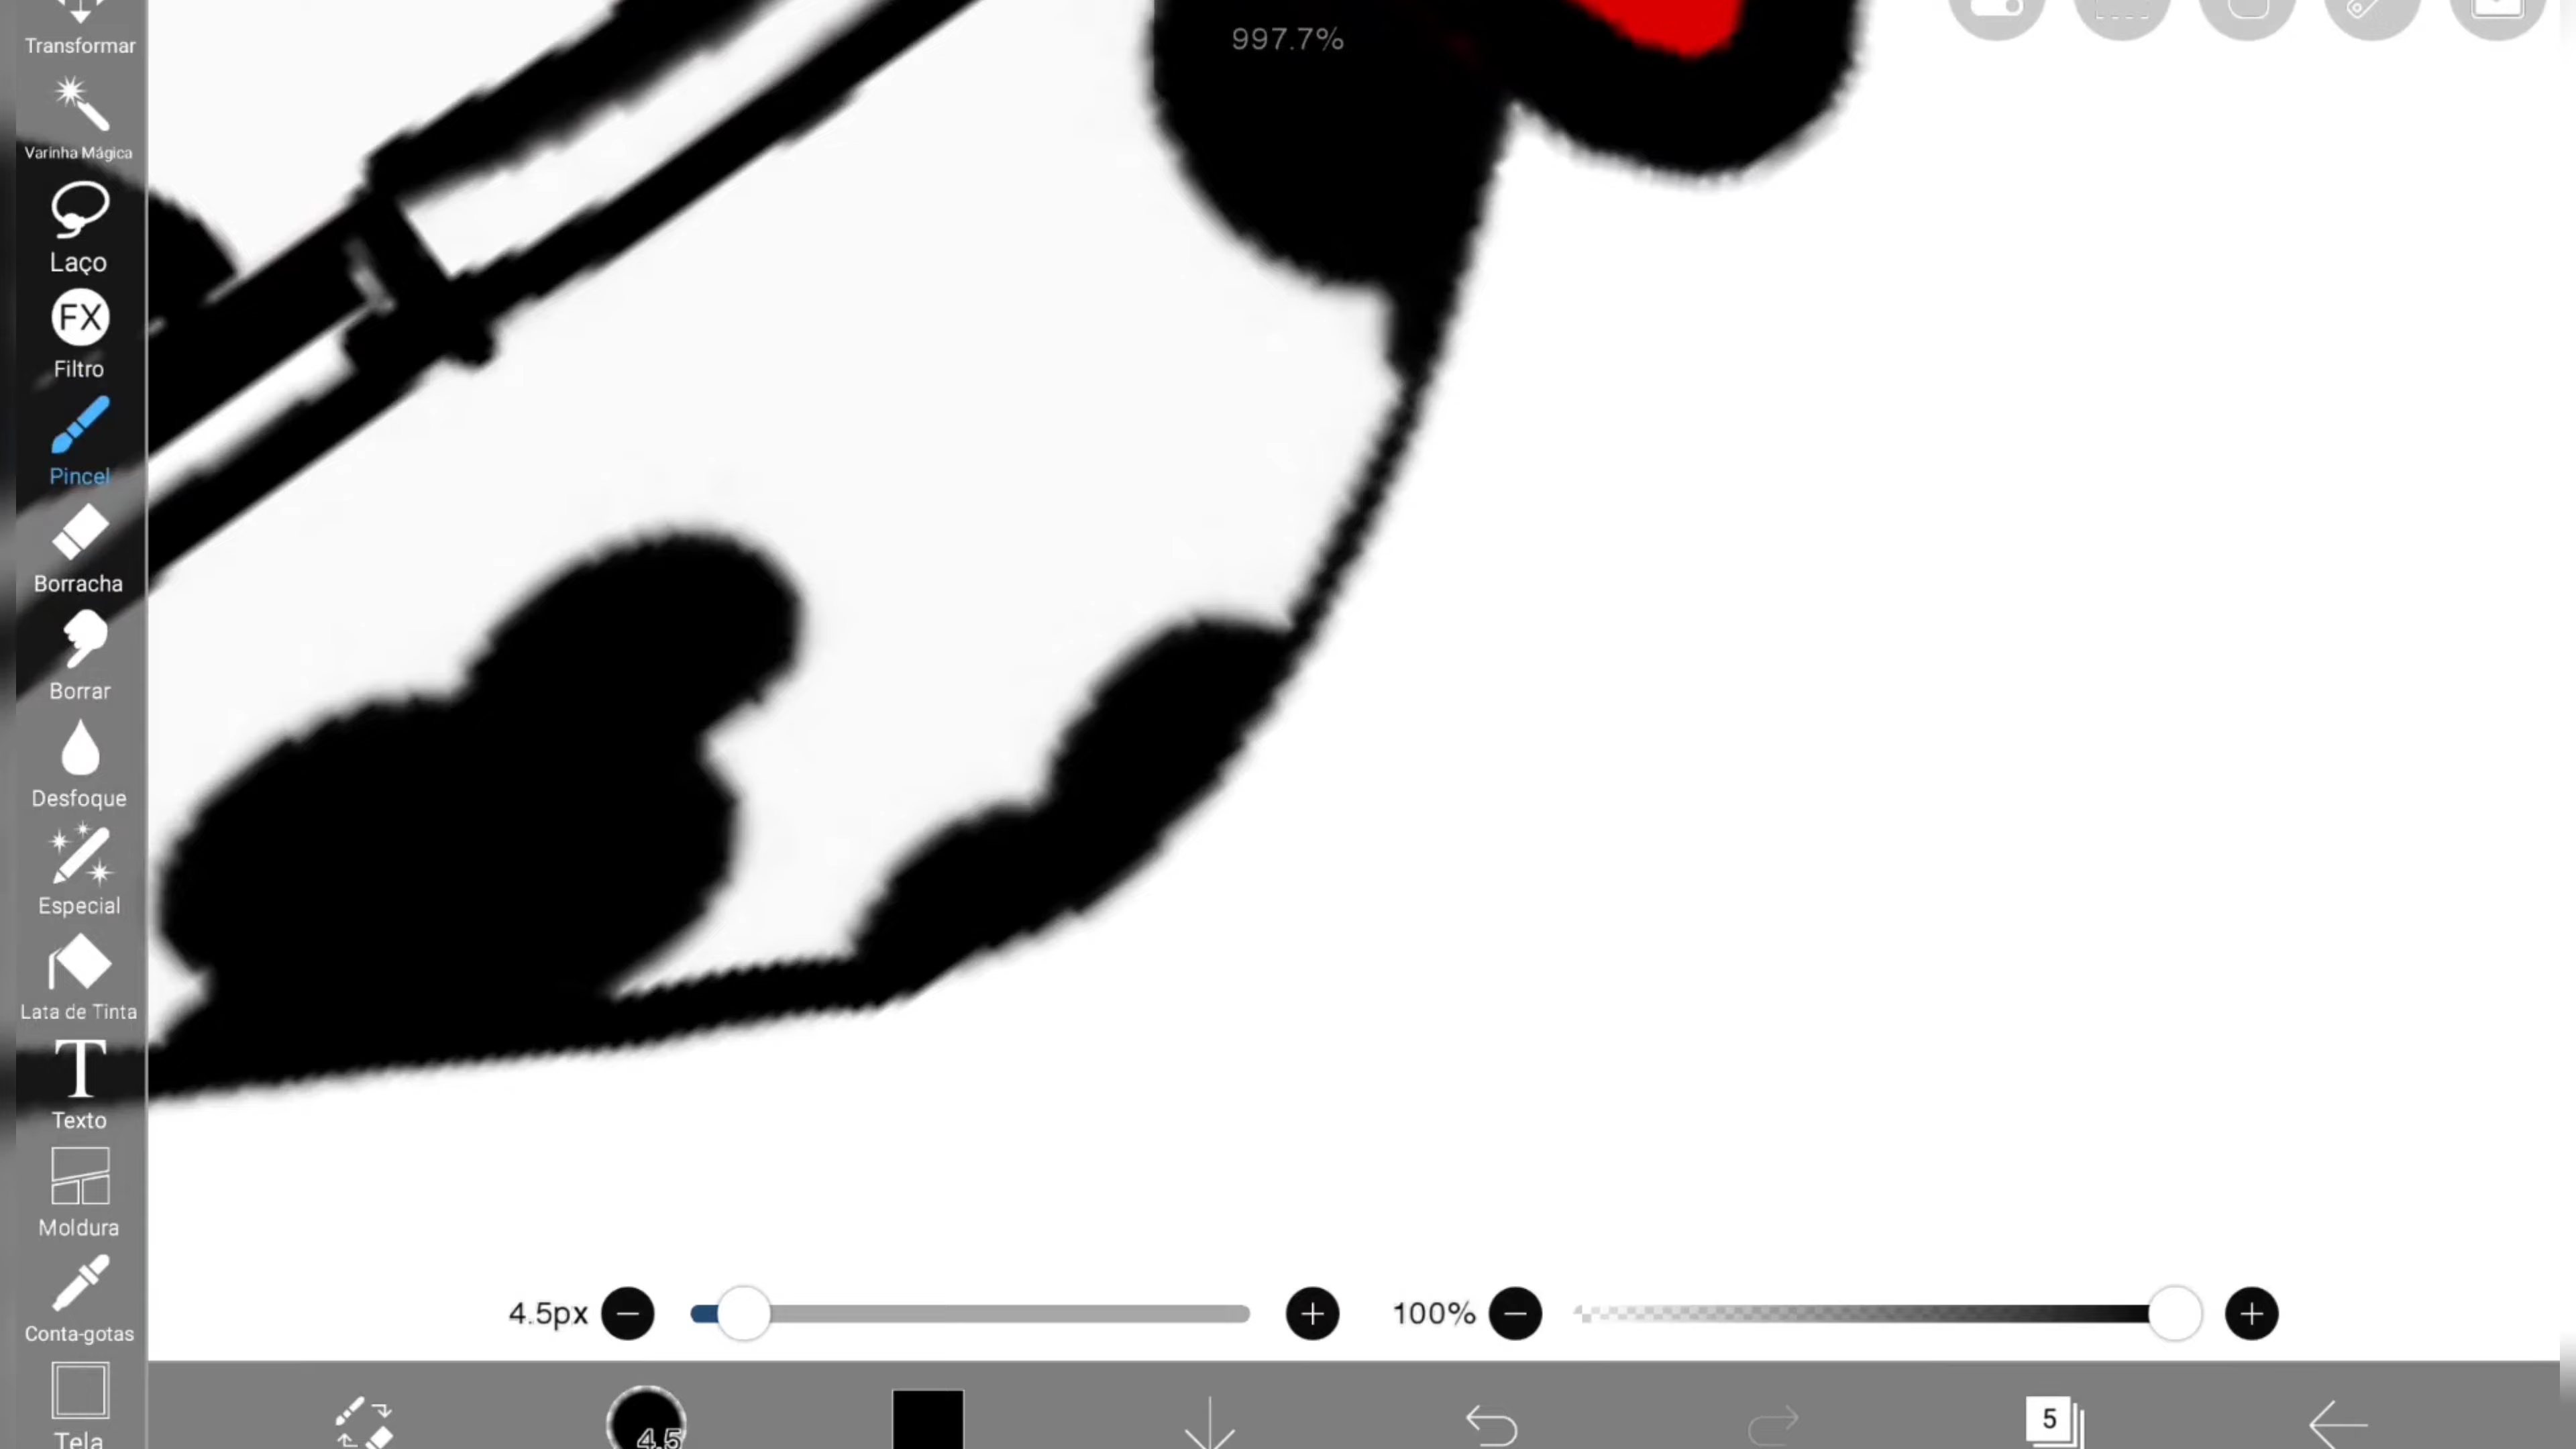 997.7%
Transformar
Varinha Mágica
Laço
FX
Filtro
Pincel
Borracha
Borrar
Desfoque
Especial
Lata de Tinta
T
Texto
Moldura
Conta-gotas
Tela
4.5px
100%
4.5
5